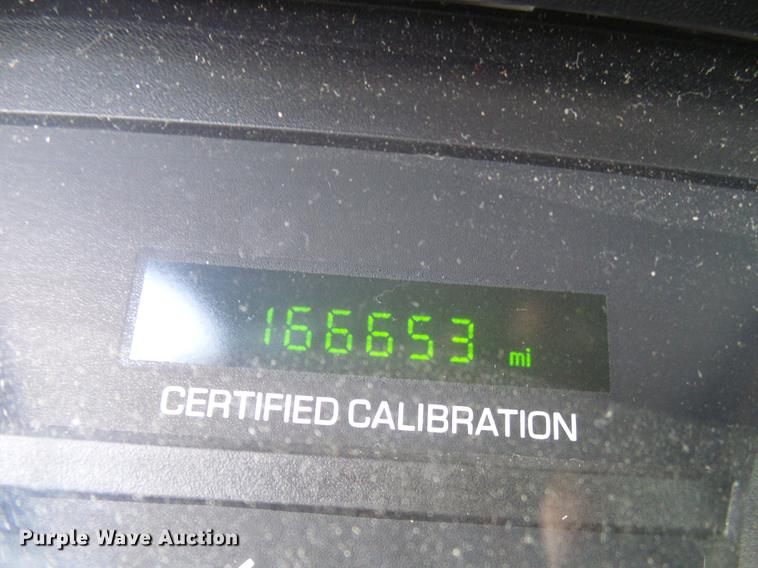 166653 mi
CERTIFIED CALIBRATION
Purple Wave Auction